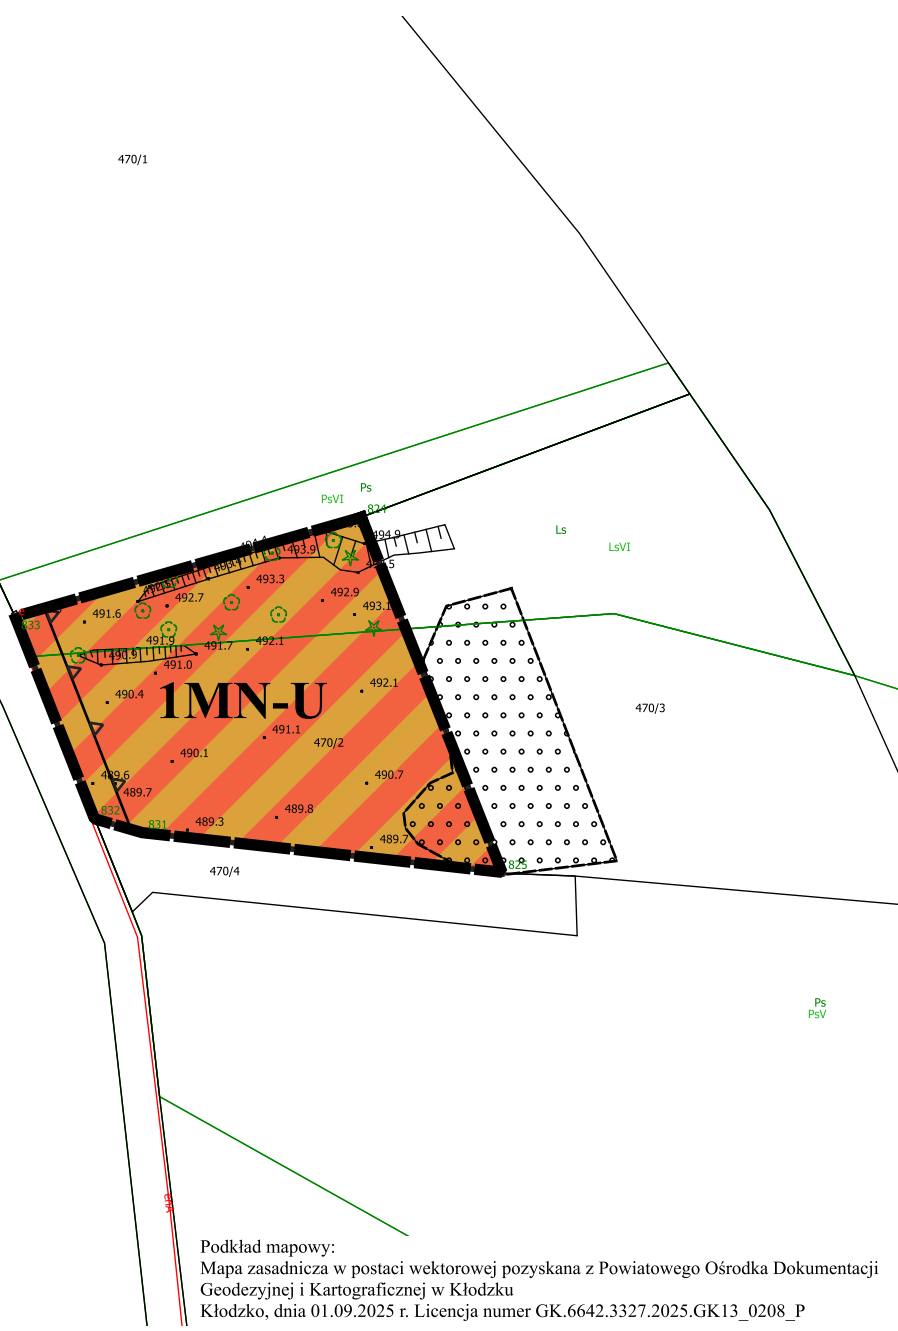 470/1
PsVI
Ps
824
Ls
LsVI
494.9
493.9
493.3
492.7
492.9
493.1
491.6
833
491.9
491.7
492.1
490.9
491.0
492.1
490.4
1MN-U
470/3
491.1
470/2
490.1
490.7
489.6
489.7
832
831
489.3
489.8
489.7
825
470/4
Ps
PsV
eNA
Podkład mapowy:
Mapa zasadnicza w postaci wektorowej pozyskana z Powiatowego Ośrodka Dokumentacji
Geodezyjnej i Kartograficznej w Kłodzku
Kłodzko, dnia 01.09.2025 r. Licencja numer GK.6642.3327.2025.GK13_0208_P